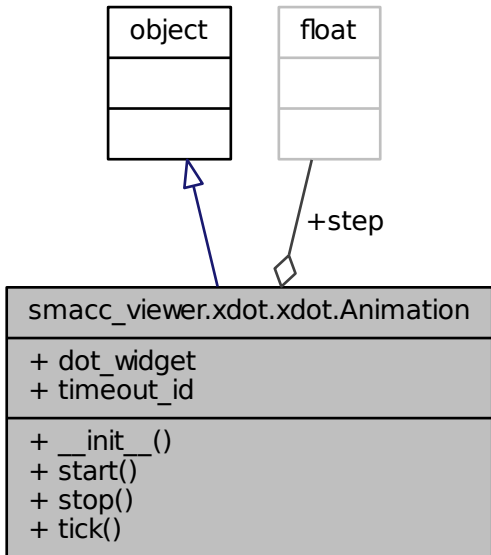 object
float
+step
smacc_viewer.xdot.xdot.Animation
+ dot_widget
+ timeout_id
+ __init__()
+ start()
+ stop()
+ tick()